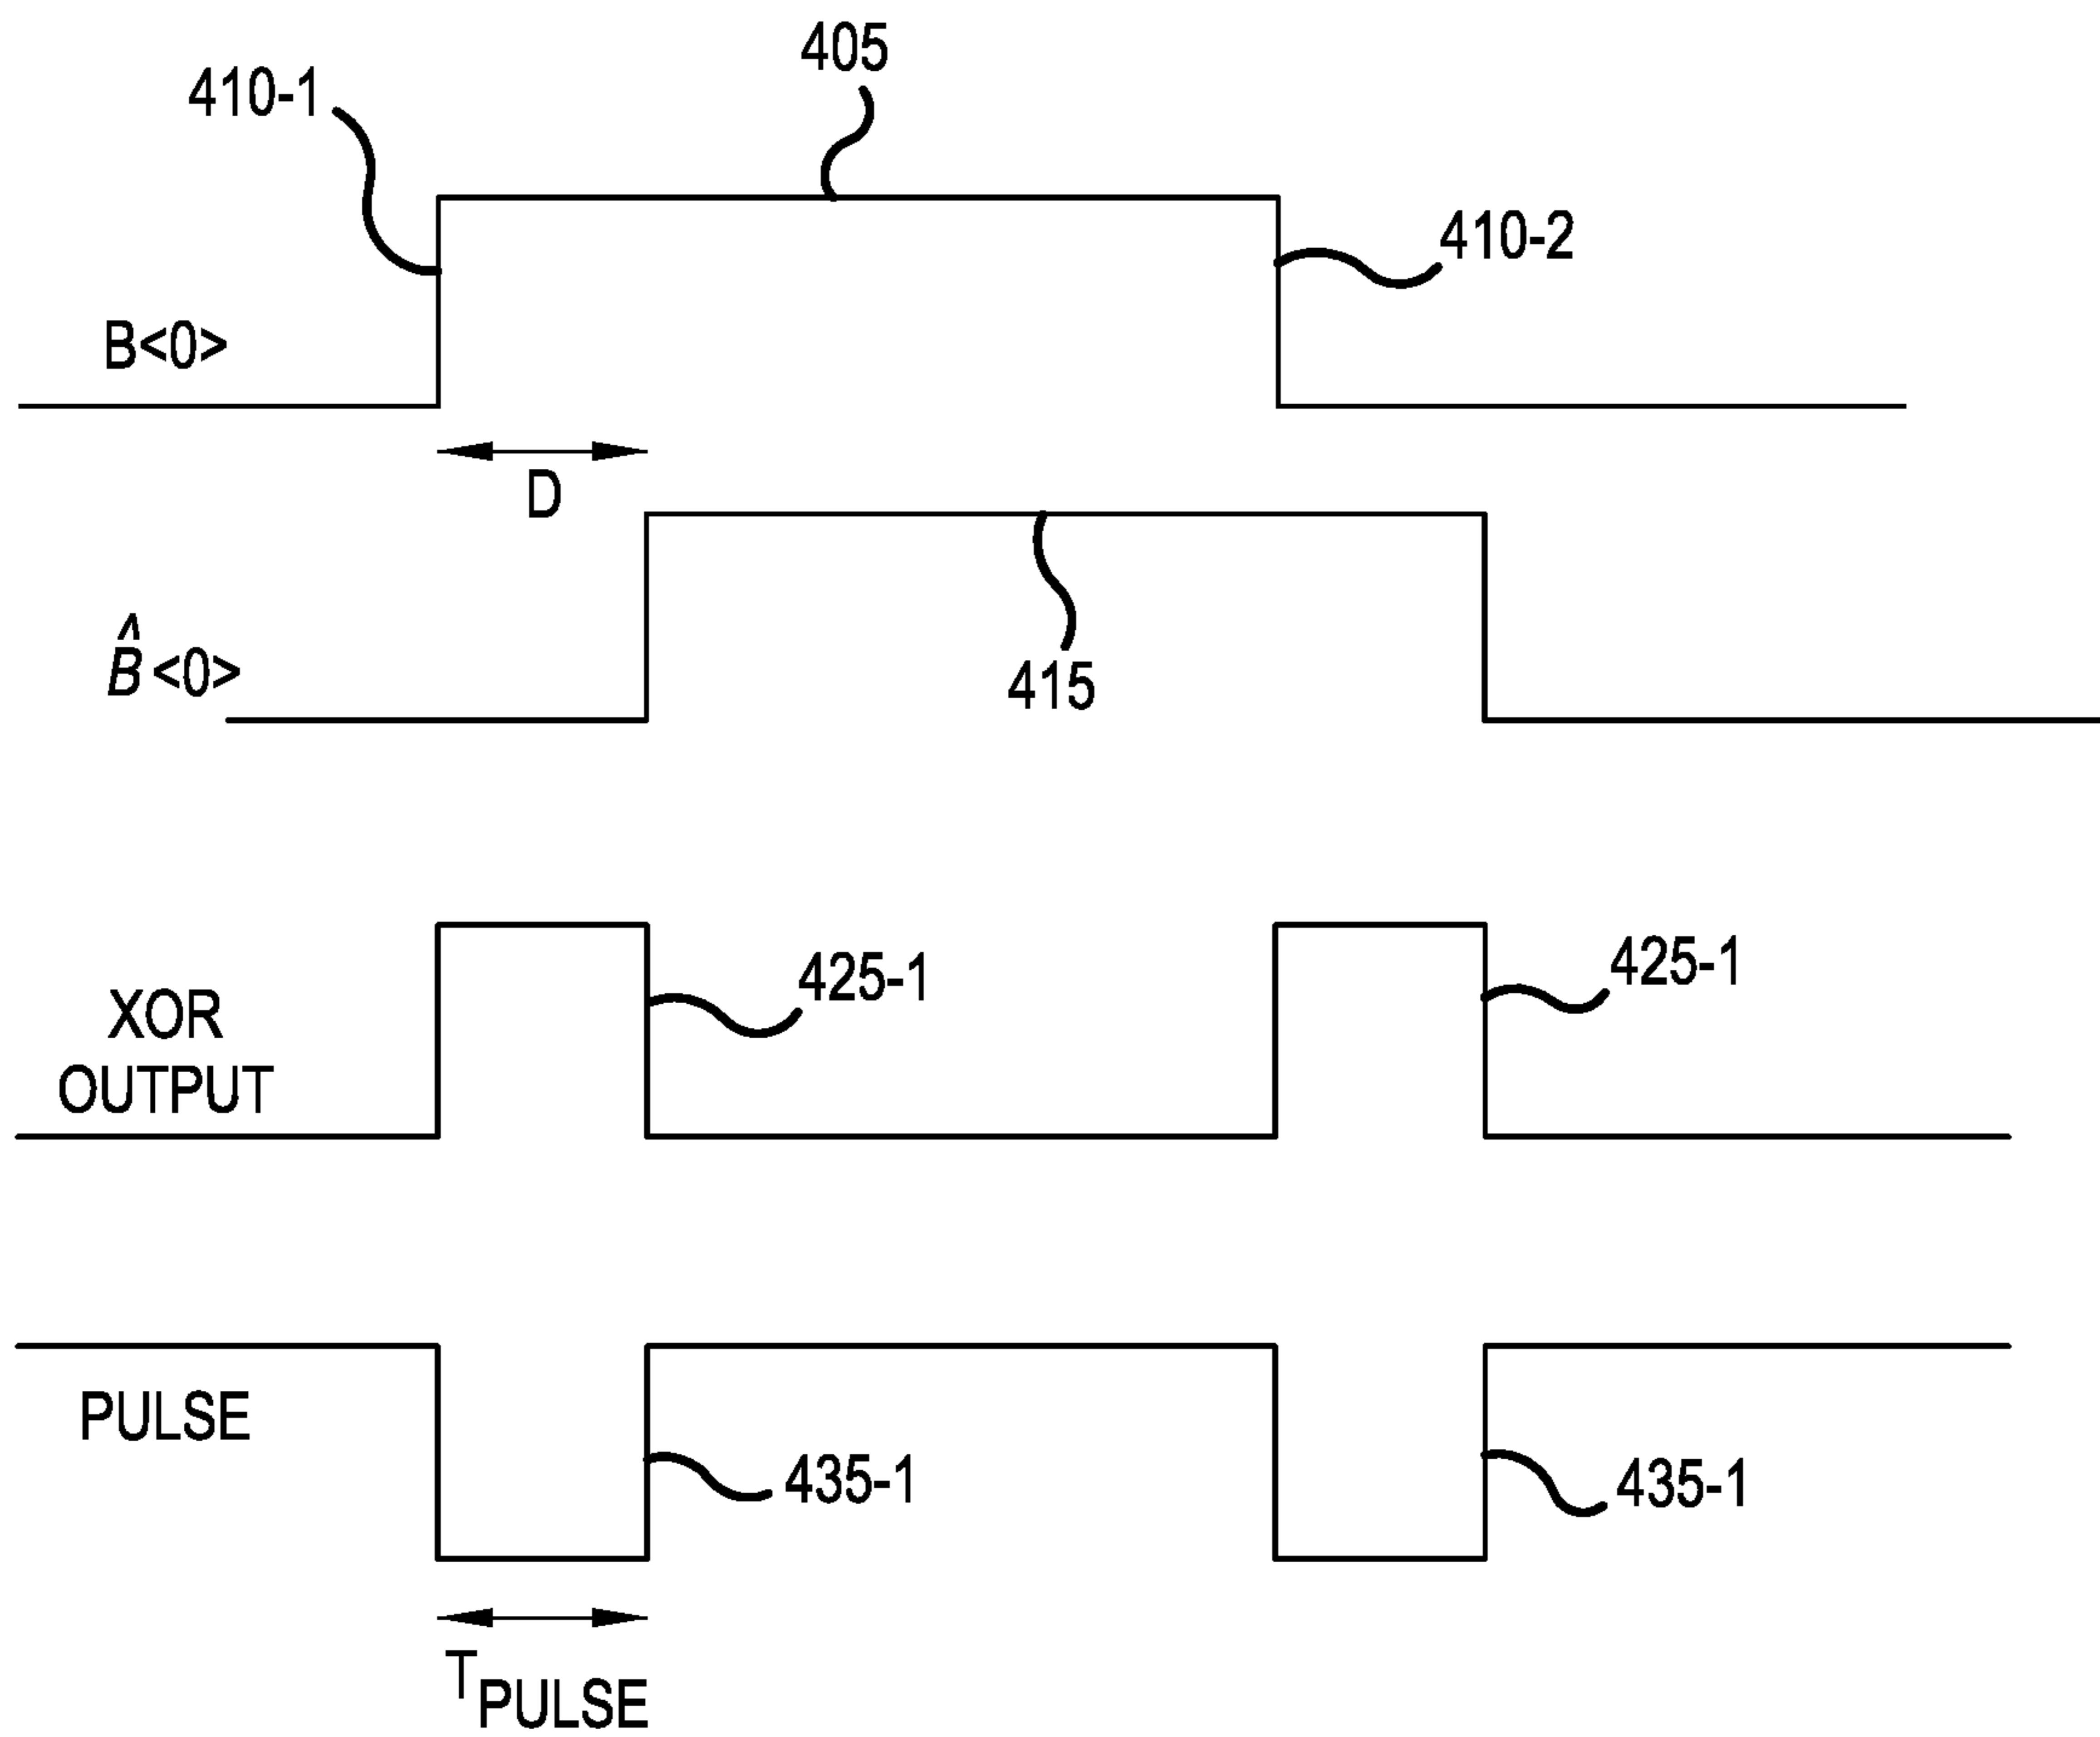 405
410-1
410-2
B<0>
D
B̂<0>
415
425-1
425-1
XOR
OUTPUT
PULSE
435-1
435-1
TPULSE